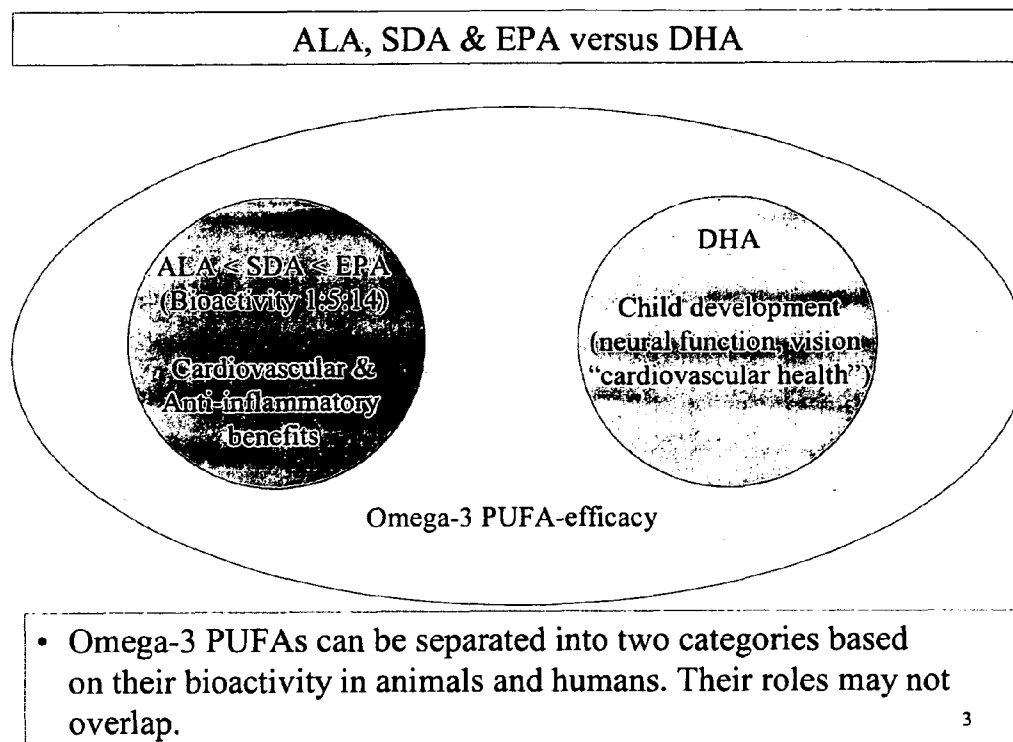 ALA, SDA & EPA versus DHA
ALA < SDA < EPA
(Bioactivity 1:5:14)
Cardiovascular &
Anti-inflammatory
benefits
DHA
Child development
(neural function, vision
“cardiovascular health”)
Omega-3 PUFA-efficacy
• Omega-3 PUFAs can be separated into two categories based
on their bioactivity in animals and humans. Their roles may not
overlap.
3